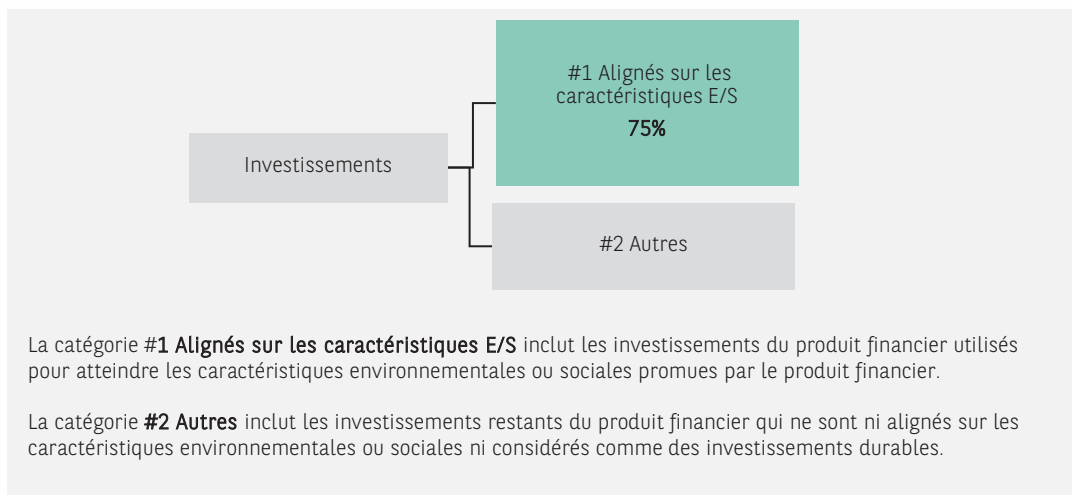 #1 Alignés sur les
caractéristiques E/S
75%
Investissements
#2 Autres
La catégorie #1 Alignés sur les caractéristiques E/S inclut les investissements du produit financier utilisés
pour atteindre les caractéristiques environnementales ou sociales promues par le produit financier.
La catégorie #2 Autres inclut les investissements restants du produit financier qui ne sont ni alignés sur les
caractéristiques environnementales ou sociales ni considérés comme des investissements durables.